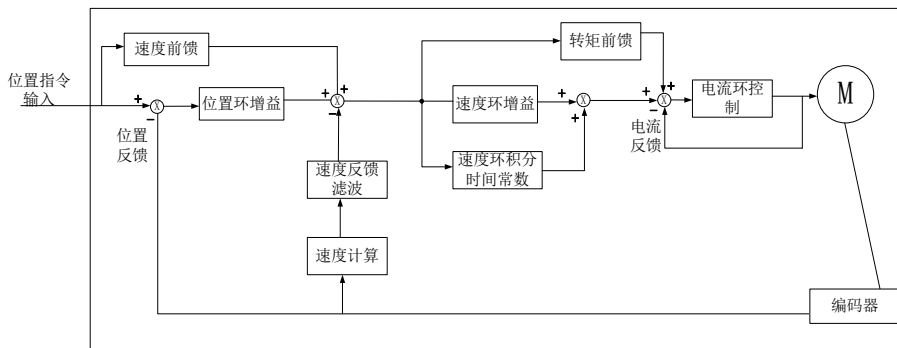 速度前馈
转矩前馈
位置指令
输入
+
-
位置
反馈
位置环增益
+
+
-
速度环增益
速度环积分
时间常数
+
+
+
+
-
电流
反馈
电流环控
制
M
速度反馈
滤波
速度计算
编码器